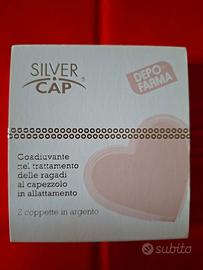 SILVER
CAP
DEPO
FARMA
Coadiuvante
nel trattamento
delle ragadi
al capezzolo
in allattamento
2 coppette in argento
subito